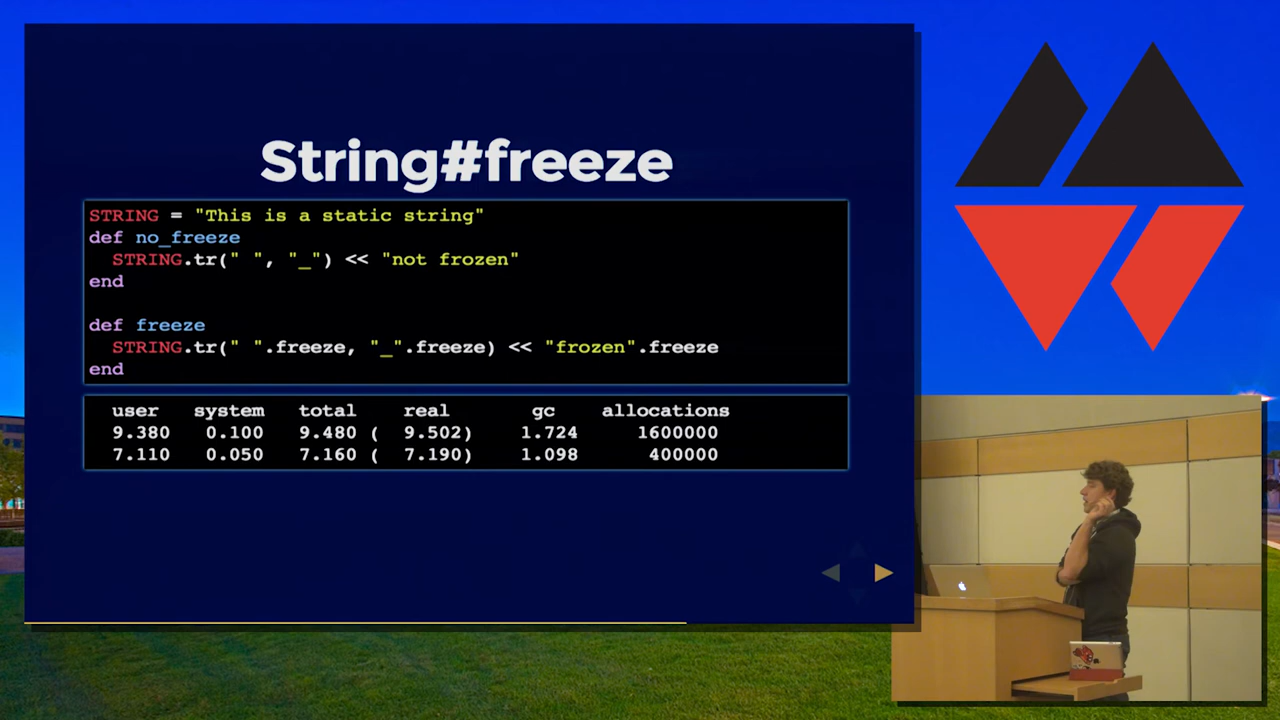 String#freeze
STRING = "This is a static string"
def no_freeze
  STRING.tr(" ", "_") << "not frozen"
end
def freeze
  STRING.tr(" ".freeze, "_".freeze) << "frozen".freeze
end
user system total real gc allocations
9.380 0.100 9.480 ( 9.502) 1.724 1600000
7.110 0.050 7.160 ( 7.190) 1.098 400000